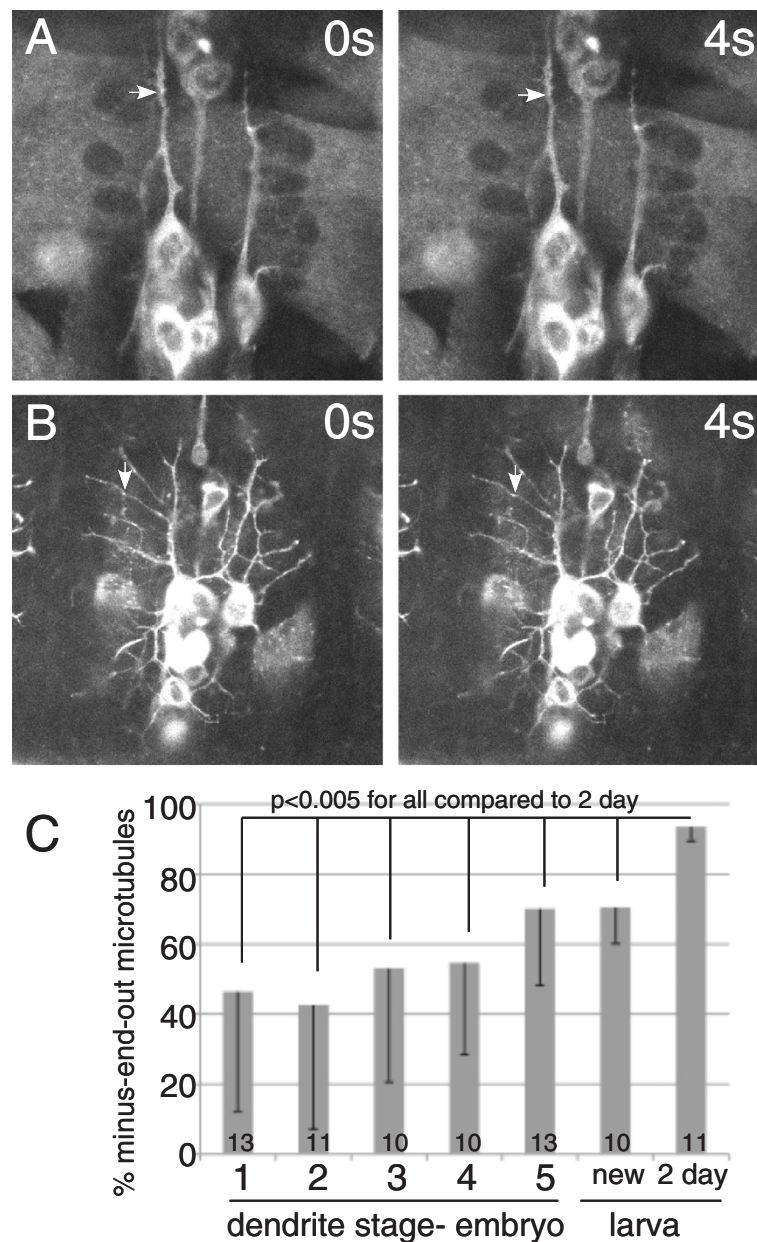 A 0s 4s
B 0s 4s
C
p<0.005 for all compared to 2 day
% minus-end-out microtubules
100
80
60
40
20
0
13 11 10 10 13 10 11
1 2 3 4 5 new 2 day
dendrite stage- embryo larva